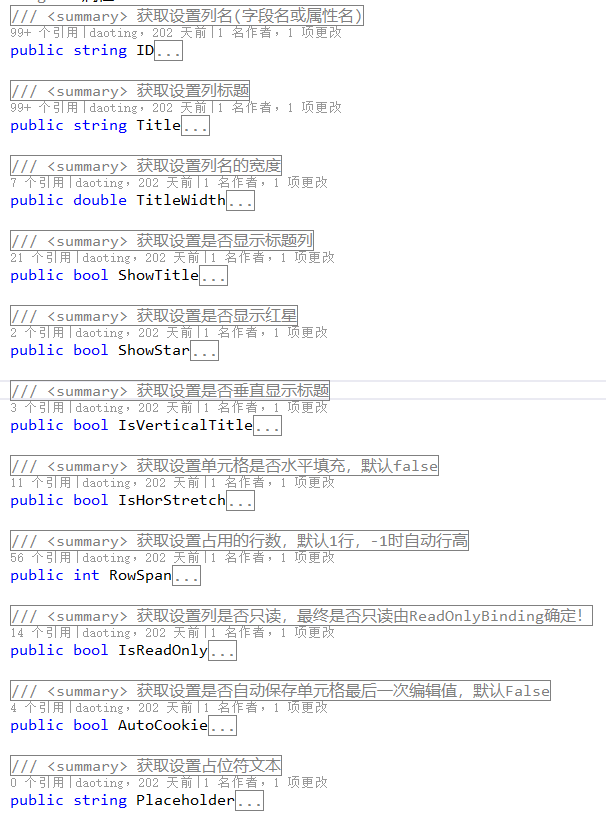 /// <summary> 获取设置列名(字段名或属性名)
99+ 个引用|daoting，202 天前|1 名作者，1 项更改
public string ID...
/// <summary> 获取设置列标题
99+ 个引用|daoting，202 天前|1 名作者，1 项更改
public string Title...
/// <summary> 获取设置列名的宽度
7 个引用|daoting，202 天前|1 名作者，1 项更改
public double TitleWidth...
/// <summary> 获取设置是否显示标题列
21 个引用|daoting，202 天前|1 名作者，1 项更改
public bool ShowTitle...
/// <summary> 获取设置是否显示红星
2 个引用|daoting，202 天前|1 名作者，1 项更改
public bool ShowStar...
/// <summary> 获取设置是否垂直显示标题
3 个引用|daoting，202 天前|1 名作者，1 项更改
public bool IsVerticalTitle...
/// <summary> 获取设置单元格是否水平填充，默认false
11 个引用|daoting，202 天前|1 名作者，1 项更改
public bool IsHorStretch...
/// <summary> 获取设置占用的行数，默认1行，-1时自动行高
56 个引用|daoting，202 天前|1 名作者，1 项更改
public int RowSpan...
/// <summary> 获取设置列是否只读，最终是否只读由ReadOnlyBinding确定！
14 个引用|daoting，202 天前|1 名作者，1 项更改
public bool IsReadOnly...
/// <summary> 获取设置是否自动保存单元格最后一次编辑值，默认False
4 个引用|daoting，202 天前|1 名作者，1 项更改
public bool AutoCookie...
/// <summary> 获取设置占位符文本
0 个引用|daoting，202 天前|1 名作者，1 项更改
public string Placeholder...